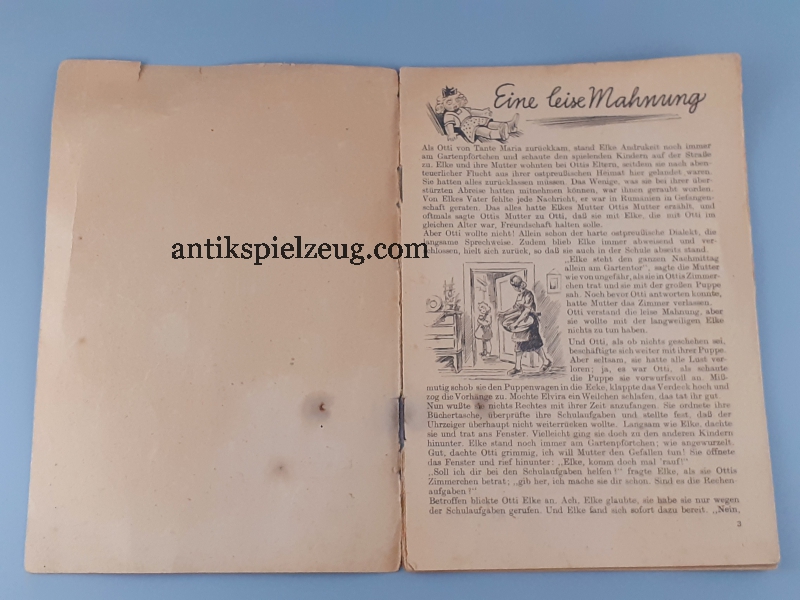 Eine leise Mahnung
Als Otti von Tante Maria zurückkam, stand Elke Andrukeit noch immer
am Gartenpförtchen und schaute den spielenden Kindern auf der Straße
zu. Elke und ihre Mutter wohnten bei Ottis Eltern, seitdem sie nach aben-
teuerlicher Flucht aus ihrer ostpreußischen Heimat hier gelandet waren.
Sie hatten alles zurücklassen müssen. Das Wenige, was sie bei ihrer über-
stürzten Abreise hatten mitnehmen können, war ihnen geraubt worden.
Von Elkes Vater fehlte jede Nachricht, er war in Rumänien in Gefangen-
schaft geraten. Das alles hatte Elkes Mutter Ottis Mutter erzählt, und
oftmals sagte Ottis Mutter zu Otti, daß sie mit Elke, die mit Otti im
gleichen Alter war, Freundschaft halten solle.
Aber Otti wollte nicht! Allein schon der harte ostpreußische Dialekt, die
langsame Sprechweise. Zudem blieb Elke immer abweisend und ver-
schlossen, hielt sich zurück, so daß sie auch in der Schule abseits stand.
antikspielzeug.com
„Elke steht den ganzen Nachmittag
allein am Gartentor“, sagte die Mutter
wie von ungefähr, als sie in Ottis Zimmer-
chen trat und sie mit der großen Puppe
sah. Noch bevor Otti antworten konnte,
hatte Mutter das Zimmer verlassen.
Otti verstand die leise Mahnung, aber
sie wollte mit der langweiligen Elke
nichts zu tun haben.
Und Otti, als ob nichts geschehen sei,
beschäftigte sich weiter mit ihrer Puppe.
Aber seltsam, sie hatte alle Lust ver-
loren; ja, es war Otti, als schaute
die Puppe sie vorwurfsvoll an. Miß-
mutig schob sie den Puppenwagen in die Ecke, klappte das Verdeck hoch und
zog die Vorhänge zu. Mochte Elvira ein Weilchen schlafen, das tat ihr gut
Nun wußte sie nichts Rechtes mit ihrer Zeit anzufangen. Sie ordnete ihre
Büchertasche, überprüfte ihre Schulaufgaben und stellte fest, daß der
Uhrzeiger überhaupt nicht weiterrücken wollte. Langsam wie Elke, dachte
sie und trat ans Fenster. Vielleicht ging sie doch zu den anderen Kindern
hinunter. Elke stand noch immer am Gartenpförtchen; wie angewurzelt.
Gut, dachte Otti grimmig, ich will Mutter den Gefallen tun! Sie öffnete
das Fenster und rief hinunter: „Elke, komm doch mal 'rauf!“
„Soll ich dir bei den Schulaufgaben helfen?“ fragte Elke, als sie Ottis
Zimmerchen betrat; „gib her, ich mache sie dir schon. Sind es die Rechen-
aufgaben?“
Betroffen blickte Otti Elke an. Ach, Elke glaubte, sie habe sie nur wegen
der Schulaufgaben gerufen. Und Elke fand sich sofort dazu bereit. „Nein,
3